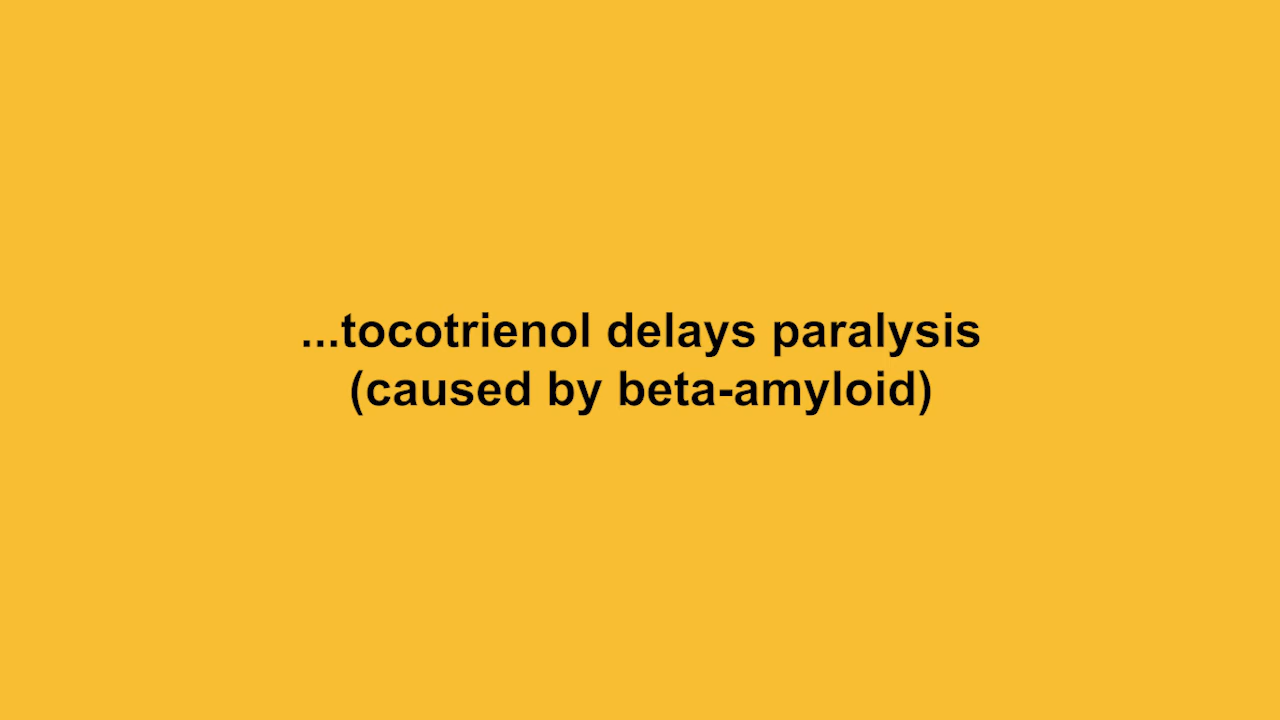 ...tocotrienol delays paralysis
(caused by beta-amyloid)